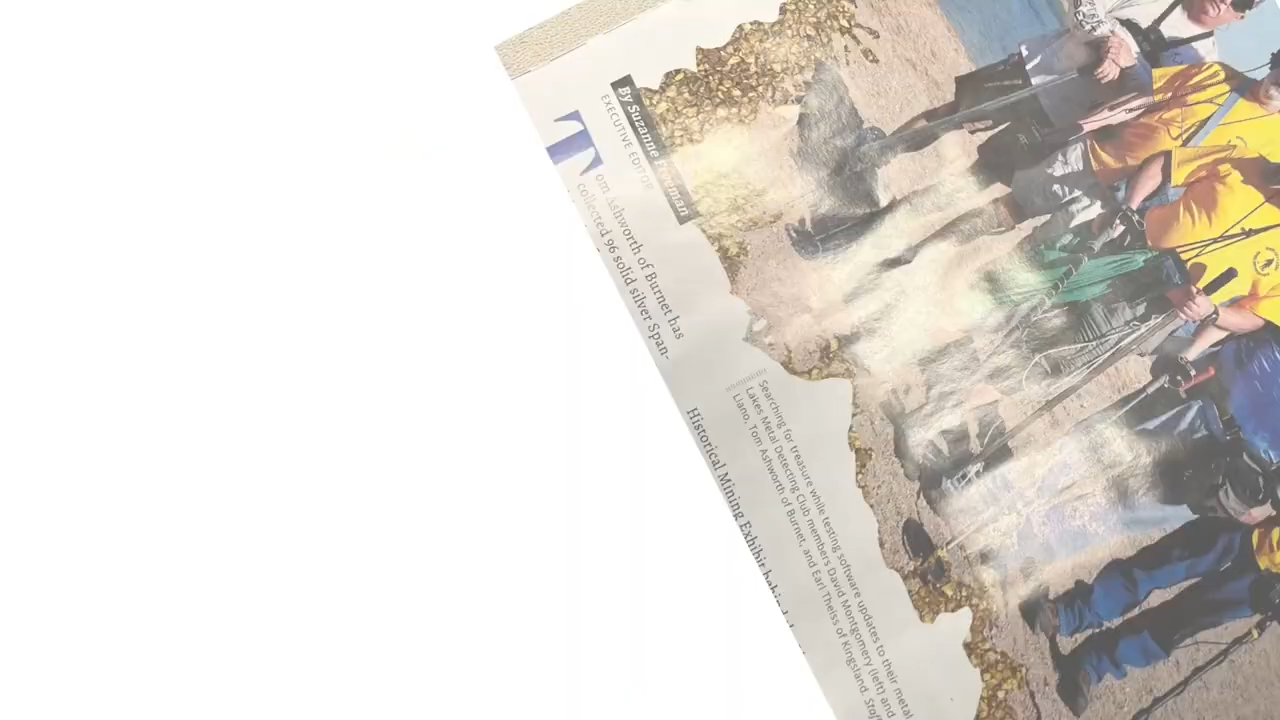 By Suzanne Freeman
EXECUTIVE EDITOR
Tom Ashworth of Burnet has
collected 96 solid silver Span-
Historical Mining Exhibit
Searching for treasure while testing software updates to their metal
Lakes Metal Detecting Club members David Montgomery (left) and
Llano, Tom Ashworth of Burnet, and Earl Theiss of Kingsland.